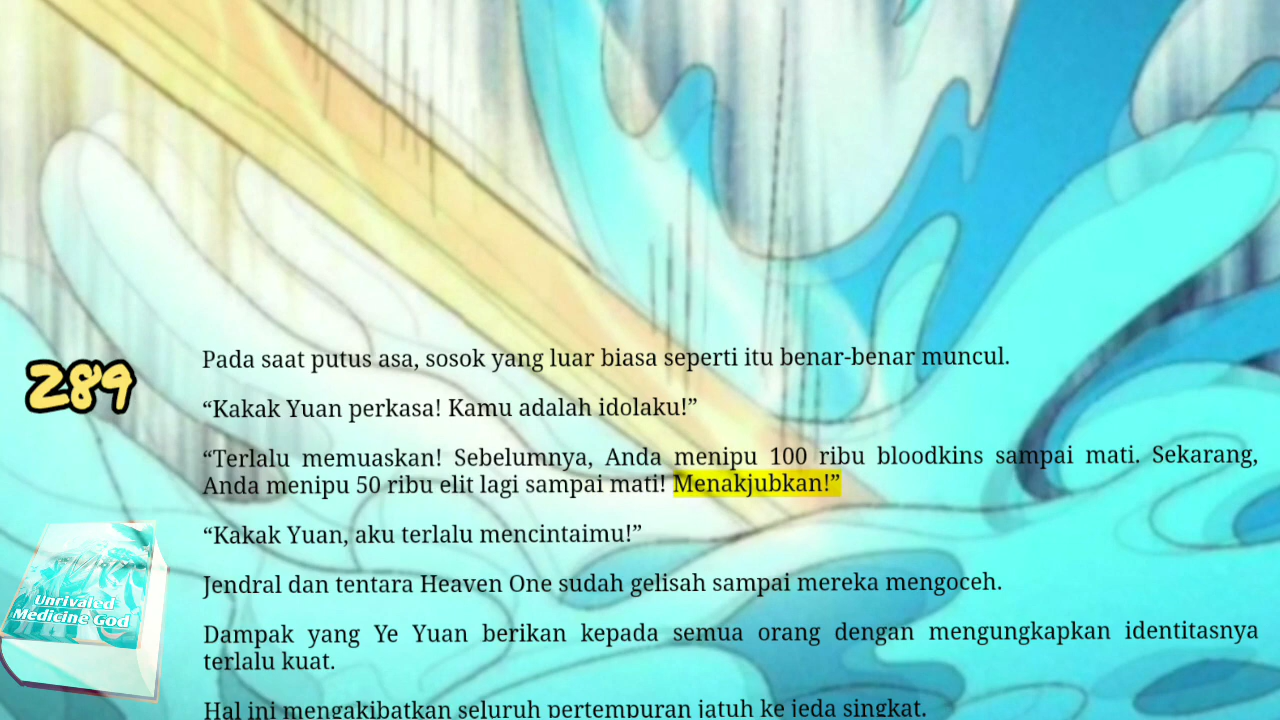 Pada saat putus asa, sosok yang luar biasa seperti itu benar-benar muncul.
289
“Kakak Yuan perkasa! Kamu adalah idolaku!”
“Terlalu memuaskan! Sebelumnya, Anda menipu 100 ribu bloodkins sampai mati. Sekarang,
Anda menipu 50 ribu elit lagi sampai mati! Menakjubkan!”
“Kakak Yuan, aku terlalu mencintaimu!”
Jendral dan tentara Heaven One sudah gelisah sampai mereka mengoceh.
Unrivaled
Medicine God
Dampak yang Ye Yuan berikan kepada semua orang dengan mengungkapkan identitasnya
terlalu kuat.
Hal ini mengakibatkan seluruh pertempuran jatuh ke jeda singkat.